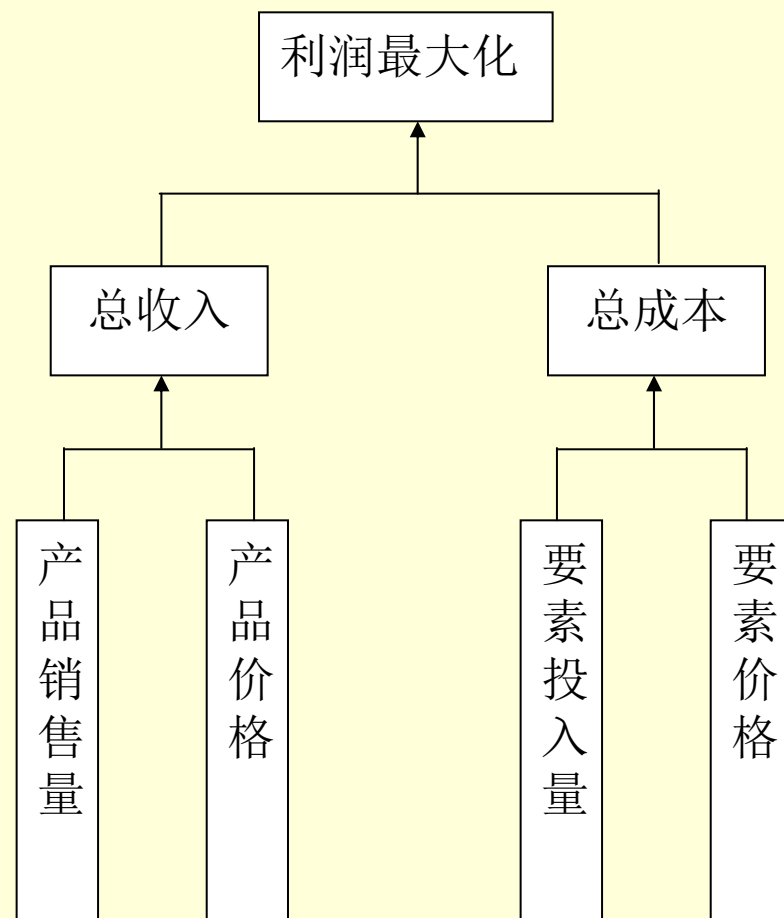 利润最大化
总收入
总成本
产品销售量
产品价格
要素投入量
要素价格